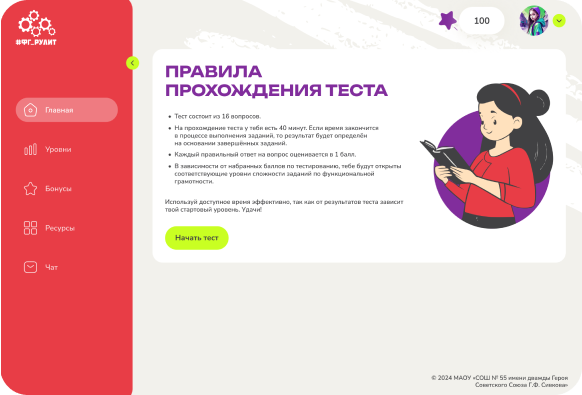 #ФГ_РУЛИТ
100
Главная
Уровни
Бонусы
Ресурсы
Чат
ПРАВИЛА
ПРОХОЖДЕНИЯ ТЕСТА
• Тест состоит из 16 вопросов.
• На прохождение теста у тебя есть 40 минут. Если время закончится
в процессе выполнения заданий, то результат будет определён
на основании завершённых заданий.
• Каждый правильный ответ на вопрос оценивается в 1 балл.
• В зависимости от набранных баллов по тестированию, тебе будут открыты
соответствующие уровни сложности заданий по функциональной
грамотности.
Используй доступное время эффективно, так как от результатов теста зависит
твой стартовый уровень. Удачи!
Начать тест
© 2024 МАОУ «СОШ № 55 имени дважды Героя
Советского Союза Г.Ф. Сивкова»